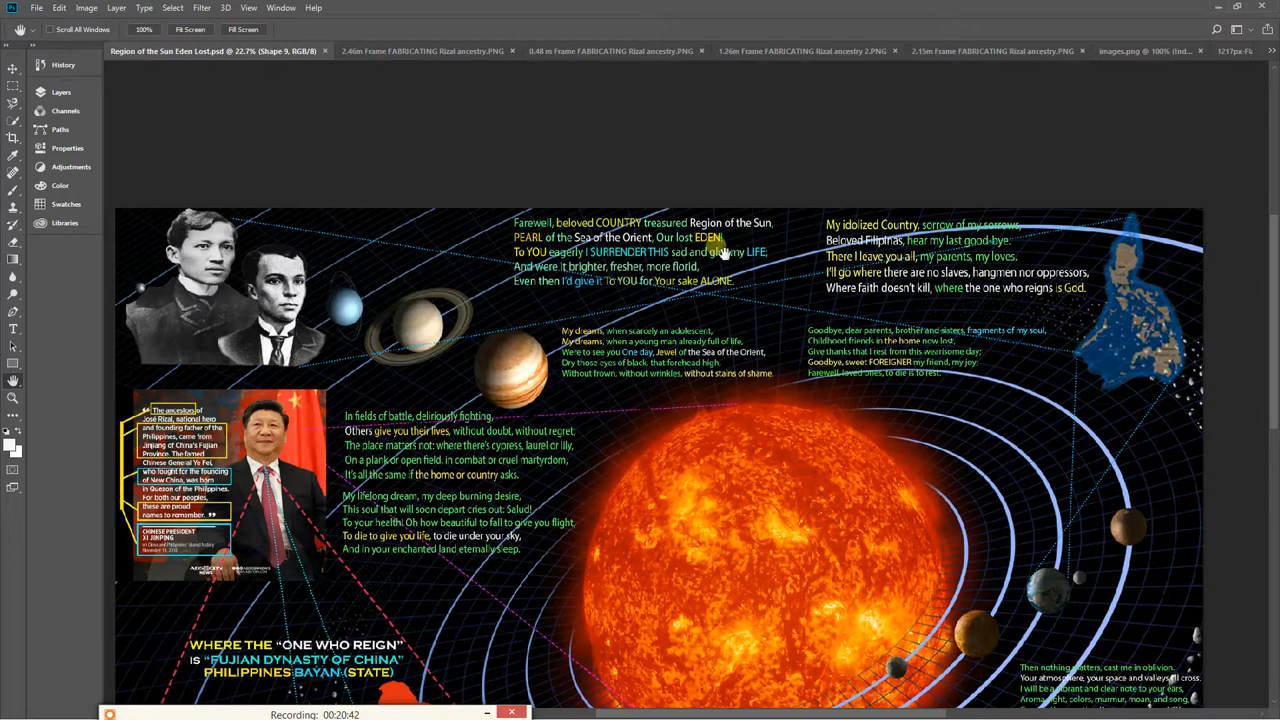 File Edit Image Layer Type Select Filter 3D View Window Help
Scroll All Windows 100% Fit Screen Fill Screen
Region of the Sun Eden Lost.psd @ 22.7% (Shape 9, RGB/8) × 2.46m Frame FABRICATING Rizal ancestry.PNG × 0.48 m Frame FABRICATING Rizal ancestry.PNG × 1.26m Frame FABRICATING Rizal ancestry 2.PNG × 2.15m Frame FABRICATING Rizal ancestry.PNG × images.png @ 100% (Ind... × 1217px-Fl
History
Layers
Channels
Paths
Properties
Adjustments
Color
Swatches
Libraries
Farewell, beloved COUNTRY treasured Region of the Sun,
PEARL of the Sea of the Orient, Our lost EDEN!
To YOU eagerly I SURRENDER THIS sad and gloomy LIFE;
And were it brighter, fresher, more florid,
Even then I'd give it To YOU for Your sake ALONE.
My idolized Country, sorrow of my sorrows,
Beloved Filipinas, hear my last good-bye.
There I leave you all, my parents, my loves.
I'll go where there are no slaves, hangmen nor oppressors,
Where faith doesn't kill, where the one who reigns is God.
My dreams, when scarcely an adolescent,
My dreams, when a young man already full of life,
Were to see you One day, Jewel of the Sea of the Orient,
Dry those eyes of black, that forehead high,
Without frown, without wrinkles, without stains of shame.
Goodbye, dear parents, brother and sisters, fragments of my soul,
Childhood friends in the home now lost,
Give thanks that I rest from this wearisome day;
Goodbye, sweet FOREIGNER my friend, my joy;
Farewell, loved ones, to die is to rest.
“ The ancestors of
José Rizal, national hero
and founding father of the
Philippines, came from
Jinjiang of China's Fujian
Province. The famed
Chinese General Ye Fei,
who fought for the founding
of New China, was born
in Quezon of the Philippines.
For both our peoples,
these are proud
names to remember. ”
CHINESE PRESIDENT
XI JINPING
ABS-CBN
NEWS
In fields of battle, deliriously fighting,
Others give you their lives, without doubt, without regret;
The place matters not: where there's cypress, laurel or lily,
On a plank or open field, in combat or cruel martyrdom,
It's all the same if the home or country asks.
My lifelong dream, my deep burning desire,
This soul that will soon depart cries out: Salud!
To your health! Oh how beautiful to fall to give you flight
To die to give you life, to die under your sky,
And in your enchanted land eternally sleep.
WHERE THE "ONE WHO REIGN"
IS "FUJIAN DYNASTY OF CHINA"
PHILIPPINES BAYAN (STATE)
Then nothing matters, cast me in oblivion.
Your atmosphere, your space and valleys I'll cross.
I will be a vibrant and clear note to your ears,
Aroma, light, colors, murmur, moan, and song,
Recording: 00:20:42